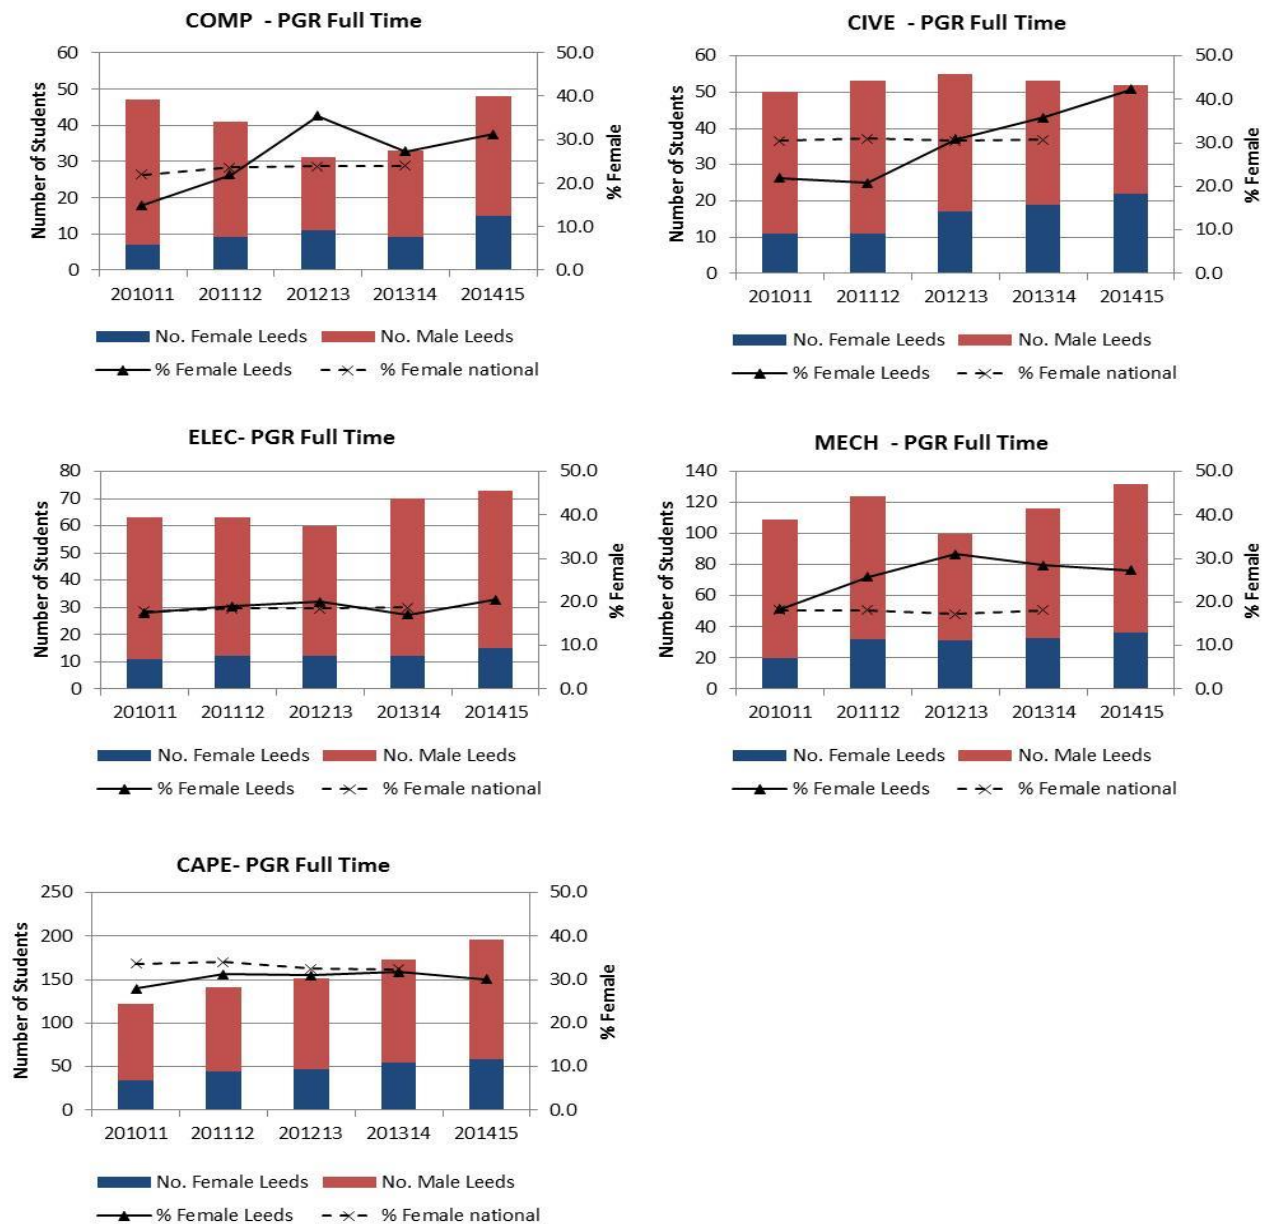 COMP - PGR Full Time
Number of Students
60
50
40
30
20
10
0
50.0
40.0
30.0
20.0
10.0
0.0
% Female
201011 201112 201213 201314 201415
No. Female Leeds No. Male Leeds
% Female Leeds % Female national
CIVE - PGR Full Time
Number of Students
60
50
40
30
20
10
0
50.0
40.0
30.0
20.0
10.0
0.0
% Female
201011 201112 201213 201314 201415
No. Female Leeds No. Male Leeds
% Female Leeds % Female national
ELEC- PGR Full Time
Number of Students
80
70
60
50
40
30
20
10
0
50.0
40.0
30.0
20.0
10.0
0.0
% Female
201011 201112 201213 201314 201415
No. Female Leeds No. Male Leeds
% Female Leeds % Female national
MECH - PGR Full Time
Number of Students
140
120
100
80
60
40
20
0
50.0
40.0
30.0
20.0
10.0
0.0
% Female
201011 201112 201213 201314 201415
No. Female Leeds No. Male Leeds
% Female Leeds % Female national
CAPE- PGR Full Time
Number of Students
250
200
150
100
50
0
50.0
40.0
30.0
20.0
10.0
0.0
% Female
201011 201112 201213 201314 201415
No. Female Leeds No. Male Leeds
% Female Leeds % Female national